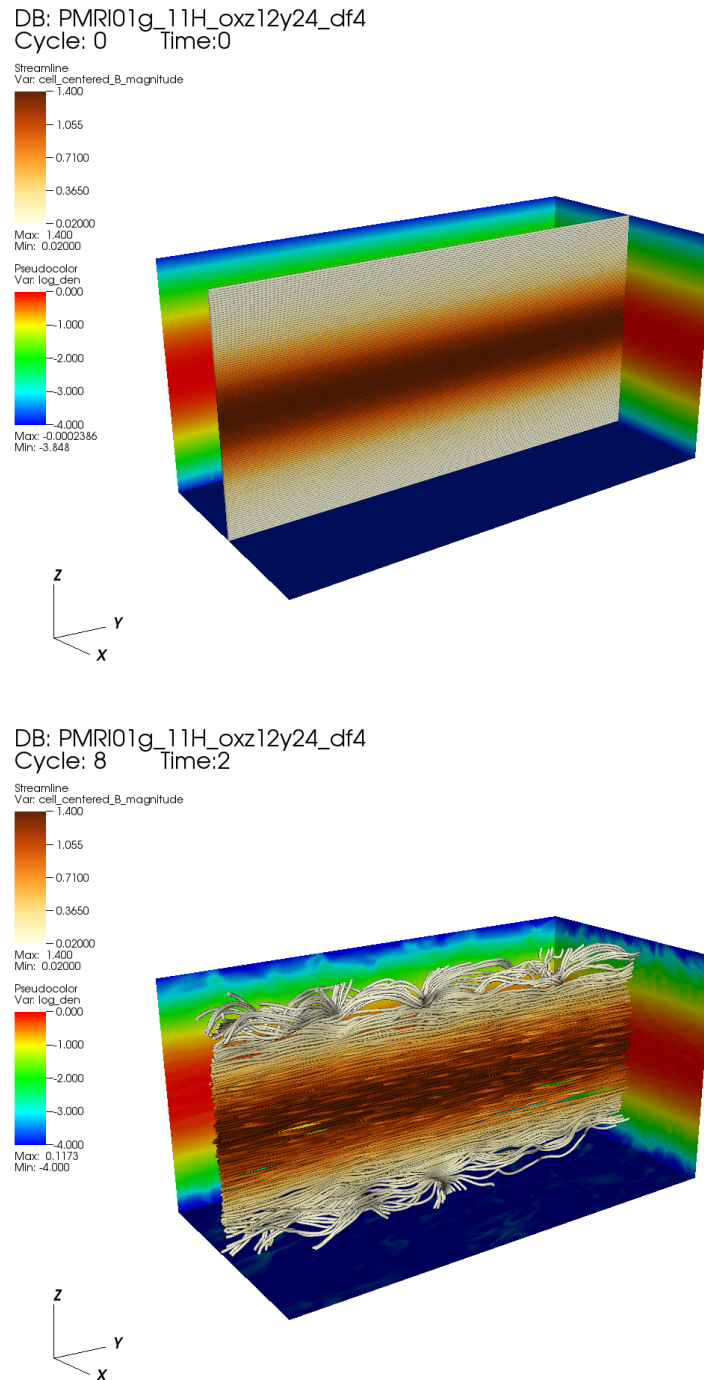 DB: PMRI01g_11H_oxz12y24_df4
Cycle: 0 Time:0
Streamline
Var: cell_centered_B_magnitude
1.400
1.055
0.7100
0.3650
0.02000
Max: 1.400
Min: 0.02000
Pseudocolor
Var: log_den
0.000
-1.000
-2.000
-3.000
-4.000
Max: -0.0002386
Min: -3.848
Z
Y
X
DB: PMRI01g_11H_oxz12y24_df4
Cycle: 8 Time:2
Streamline
Var: cell_centered_B_magnitude
1.400
1.055
0.7100
0.3650
0.02000
Max: 1.400
Min: 0.02000
Pseudocolor
Var: log_den
0.000
-1.000
-2.000
-3.000
-4.000
Max: 0.1173
Min: -4.000
Z
Y
X